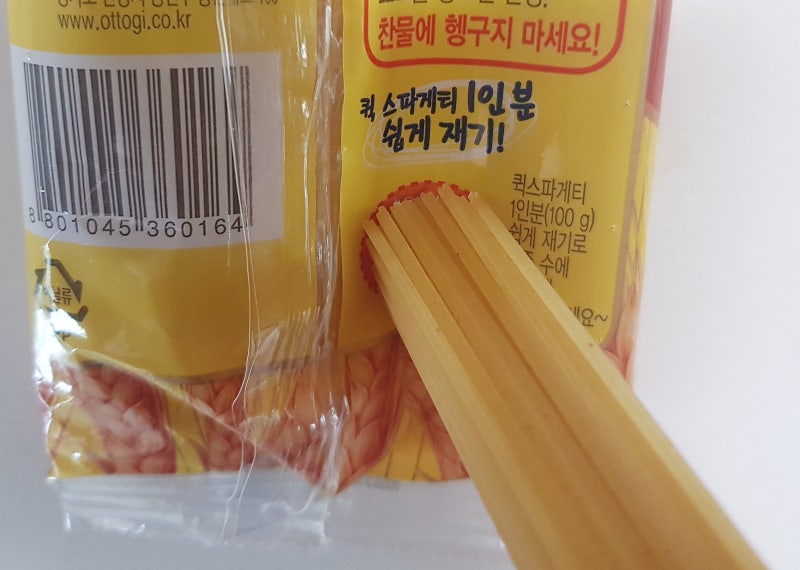 www.ottogi.co.kr
8 801045 360164
찬물에 헹구지 마세요!
퀵 스파게티 1인분
쉽게 재기!
퀵스파게티
1인분(100 g)
쉽게 재기로
수에